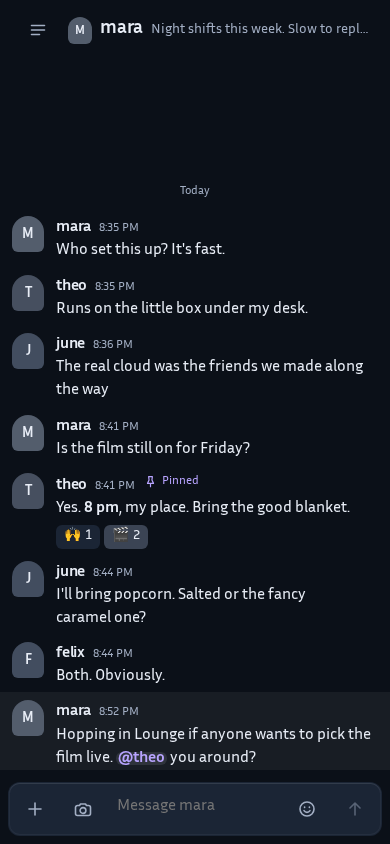 M mara Night shifts this week. Slow to repl...
Today
M
mara 8:35 PM
Who set this up? It's fast.
T
theo 8:35 PM
Runs on the little box under my desk.
J
june 8:36 PM
The real cloud was the friends we made along
the way
M
mara 8:41 PM
Is the film still on for Friday?
T
theo 8:41 PM Pinned
Yes. 8 pm, my place. Bring the good blanket.
🙌 1 🎬 2
J
june 8:44 PM
I'll bring popcorn. Salted or the fancy
caramel one?
F
felix 8:44 PM
Both. Obviously.
M
mara 8:52 PM
Hopping in Lounge if anyone wants to pick the
film live. @theo you around?
Message mara